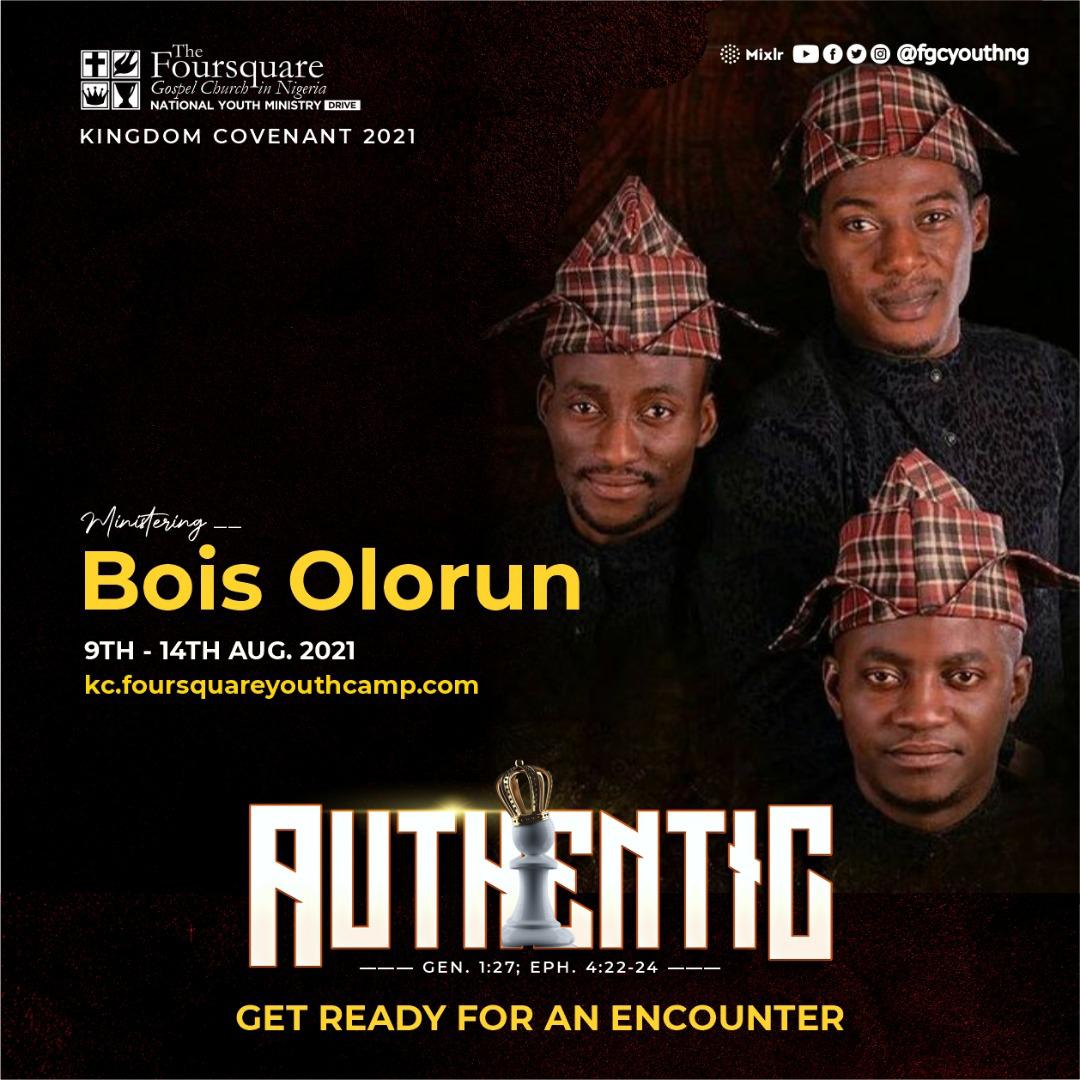 The
Foursquare
Gospel Church in Nigeria
NATIONAL YOUTH MINISTRY DRIVE
KINGDOM COVENANT 2021
Mixlr @fgcyouthng
Ministering __
Bois Olorun
9TH - 14TH AUG. 2021
kc.foursquareyouthcamp.com
AUTHENTIC
——— GEN. 1:27; EPH. 4:22-24 ———
GET READY FOR AN ENCOUNTER